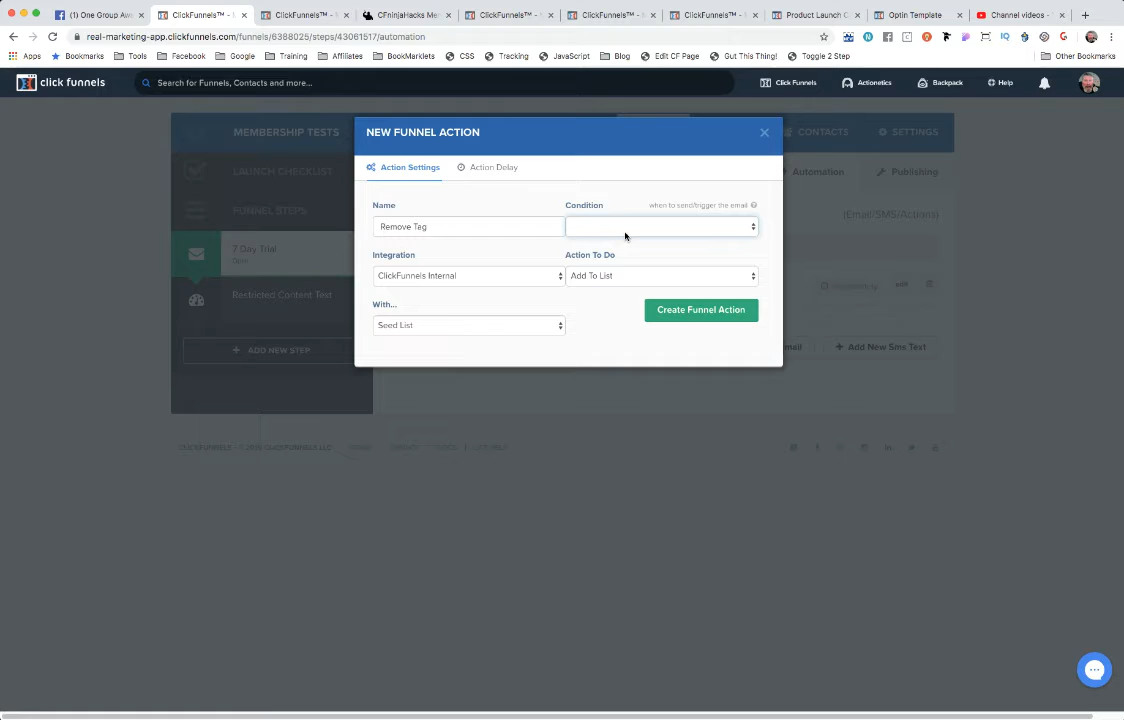 (1) One Group Aw
ClickFunnels™ -
ClickFunnels™ -
CFninjaHacks Me
ClickFunnels™ -
ClickFunnels™ -
ClickFunnels™ -
Product Launch C
Optin Template
Channel videos -
real-marketing-app.clickfunnels.com/funnels/6388025/steps/43061517/automation
Apps Bookmarks Tools Facebook Google Training Affiliates BookMarklets CSS Tracking JavaScript Blog Edit CF Page Gut This Thing! Toggle 2 Step Other Bookmarks
click funnels Search for Funnels, Contacts and more... Click Funnels Actionetics Backpack Help
MEMBERSHIP TESTS CONTACTS SETTINGS
NEW FUNNEL ACTION
LAUNCH CHECKLIST Automation Publishing
Action Settings Action Delay
FUNNEL STEPS (Email/SMS/Actions)
Name Condition when to send/trigger the email
Remove Tag
7 Day Trial
Integration Action To Do
ClickFunnels Internal Add To List
edit
Restricted Content Test
With... Create Funnel Action
Seed List
ADD NEW STEP mail Add New Sms Text